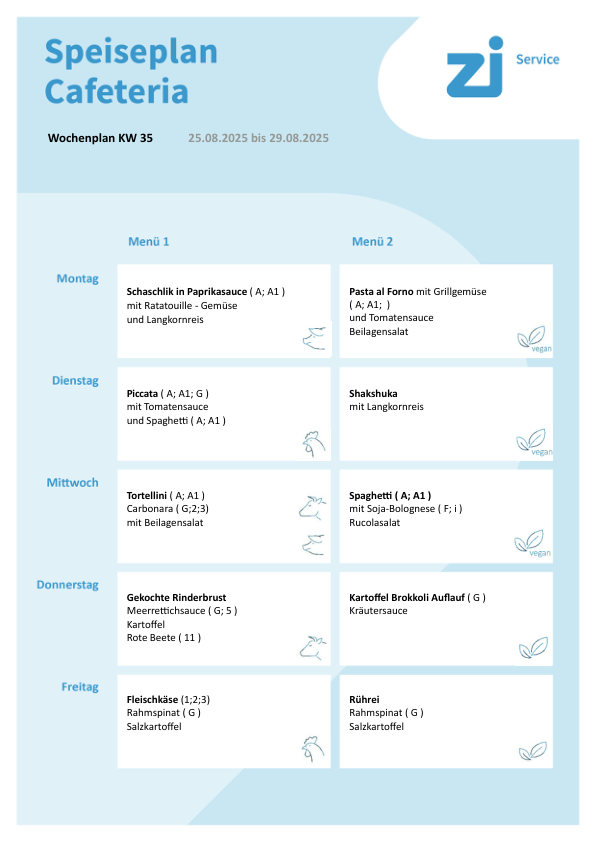 Speiseplan
Cafeteria
zi Service
Wochenplan KW 35 25.08.2025 bis 29.08.2025
Menü 1 Menü 2
Montag
Schaschlik in Paprikasauce ( A; A1 )
mit Ratatouille - Gemüse
und Langkornreis
Pasta al Forno mit Grillgemüse
( A; A1;  )
und Tomatensauce
Beilagensalat
vegan
Dienstag
Piccata ( A; A1; G )
mit Tomatensauce
und Spaghetti ( A; A1 )
Shakshuka
mit Langkornreis
vegan
Mittwoch
Tortellini ( A; A1 )
Carbonara ( G;2;3)
mit Beilagensalat
Spaghetti ( A; A1 )
mit Soja-Bolognese ( F; i )
Rucolasalat
vegan
Donnerstag
Gekochte Rinderbrust
Meerrettichsauce ( G; 5 )
Kartoffel
Rote Beete ( 11 )
Kartoffel Brokkoli Auflauf ( G )
Kräutersauce
Freitag
Fleischkäse (1;2;3)
Rahmspinat ( G )
Salzkartoffel
Rührei
Rahmspinat ( G )
Salzkartoffel